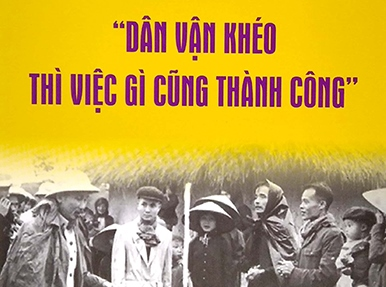 “DÂN VẬN KHÉO
THÌ VIỆC GÌ CŨNG THÀNH CÔNG”